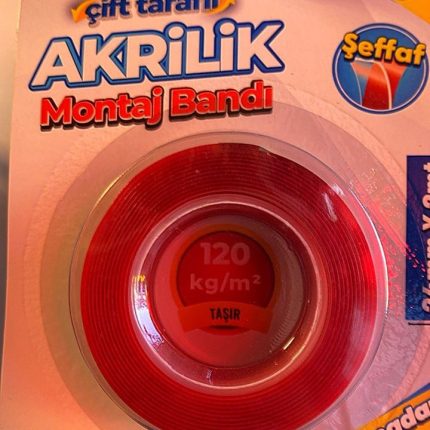 çift taraflı
AKRİLİK
Montaj Bandı
Şeffaf
120
kg/m²
TAŞIR